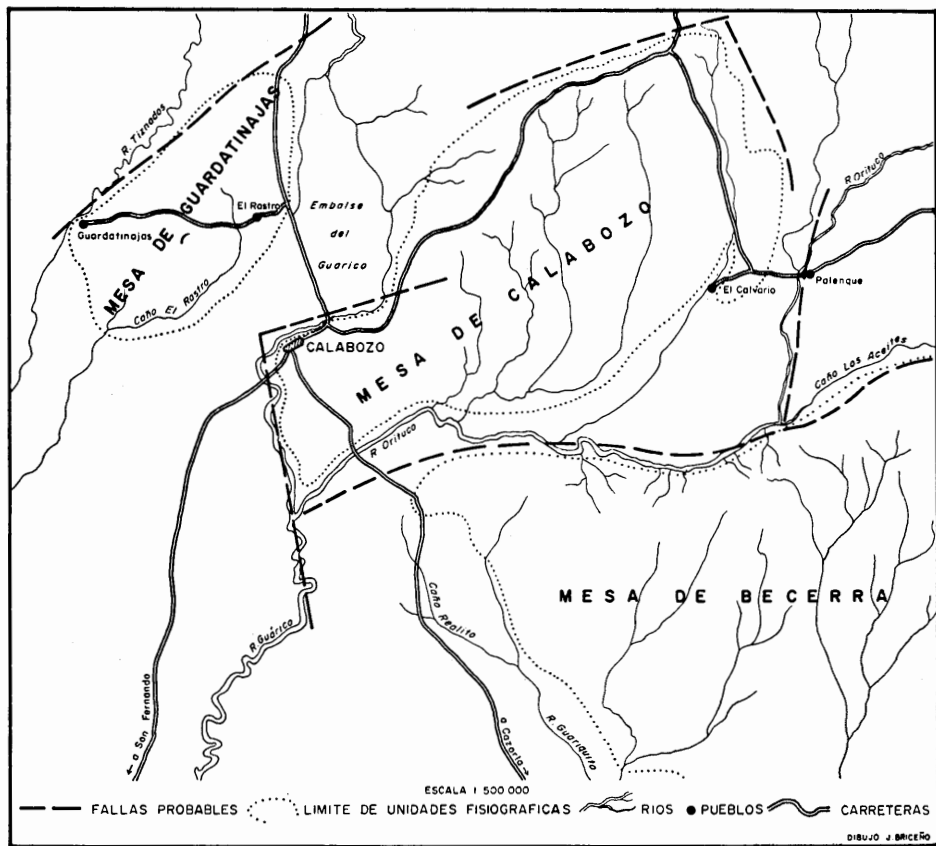 R. Tiznados
MESA DE GUARDATINAJAS
El Rastro
Guardatinajas
Caño El Rastro
Embalse
del
Guarico
CALABOZO
MESA DE CALABOZO
R Orituco
Palenque
El Calvario
Caño Los Aceites
R Orituco
MESA DE BECERRA
Caño Realito
R. Guárico
R. Guariquito
← a San Fernando
a Cazorla →
ESCALA 1 500 000
FALLAS PROBABLES LIMITE DE UNIDADES FISIOGRAFICAS RIOS PUEBLOS CARRETERAS
DIBUJO J. BRICEÑO